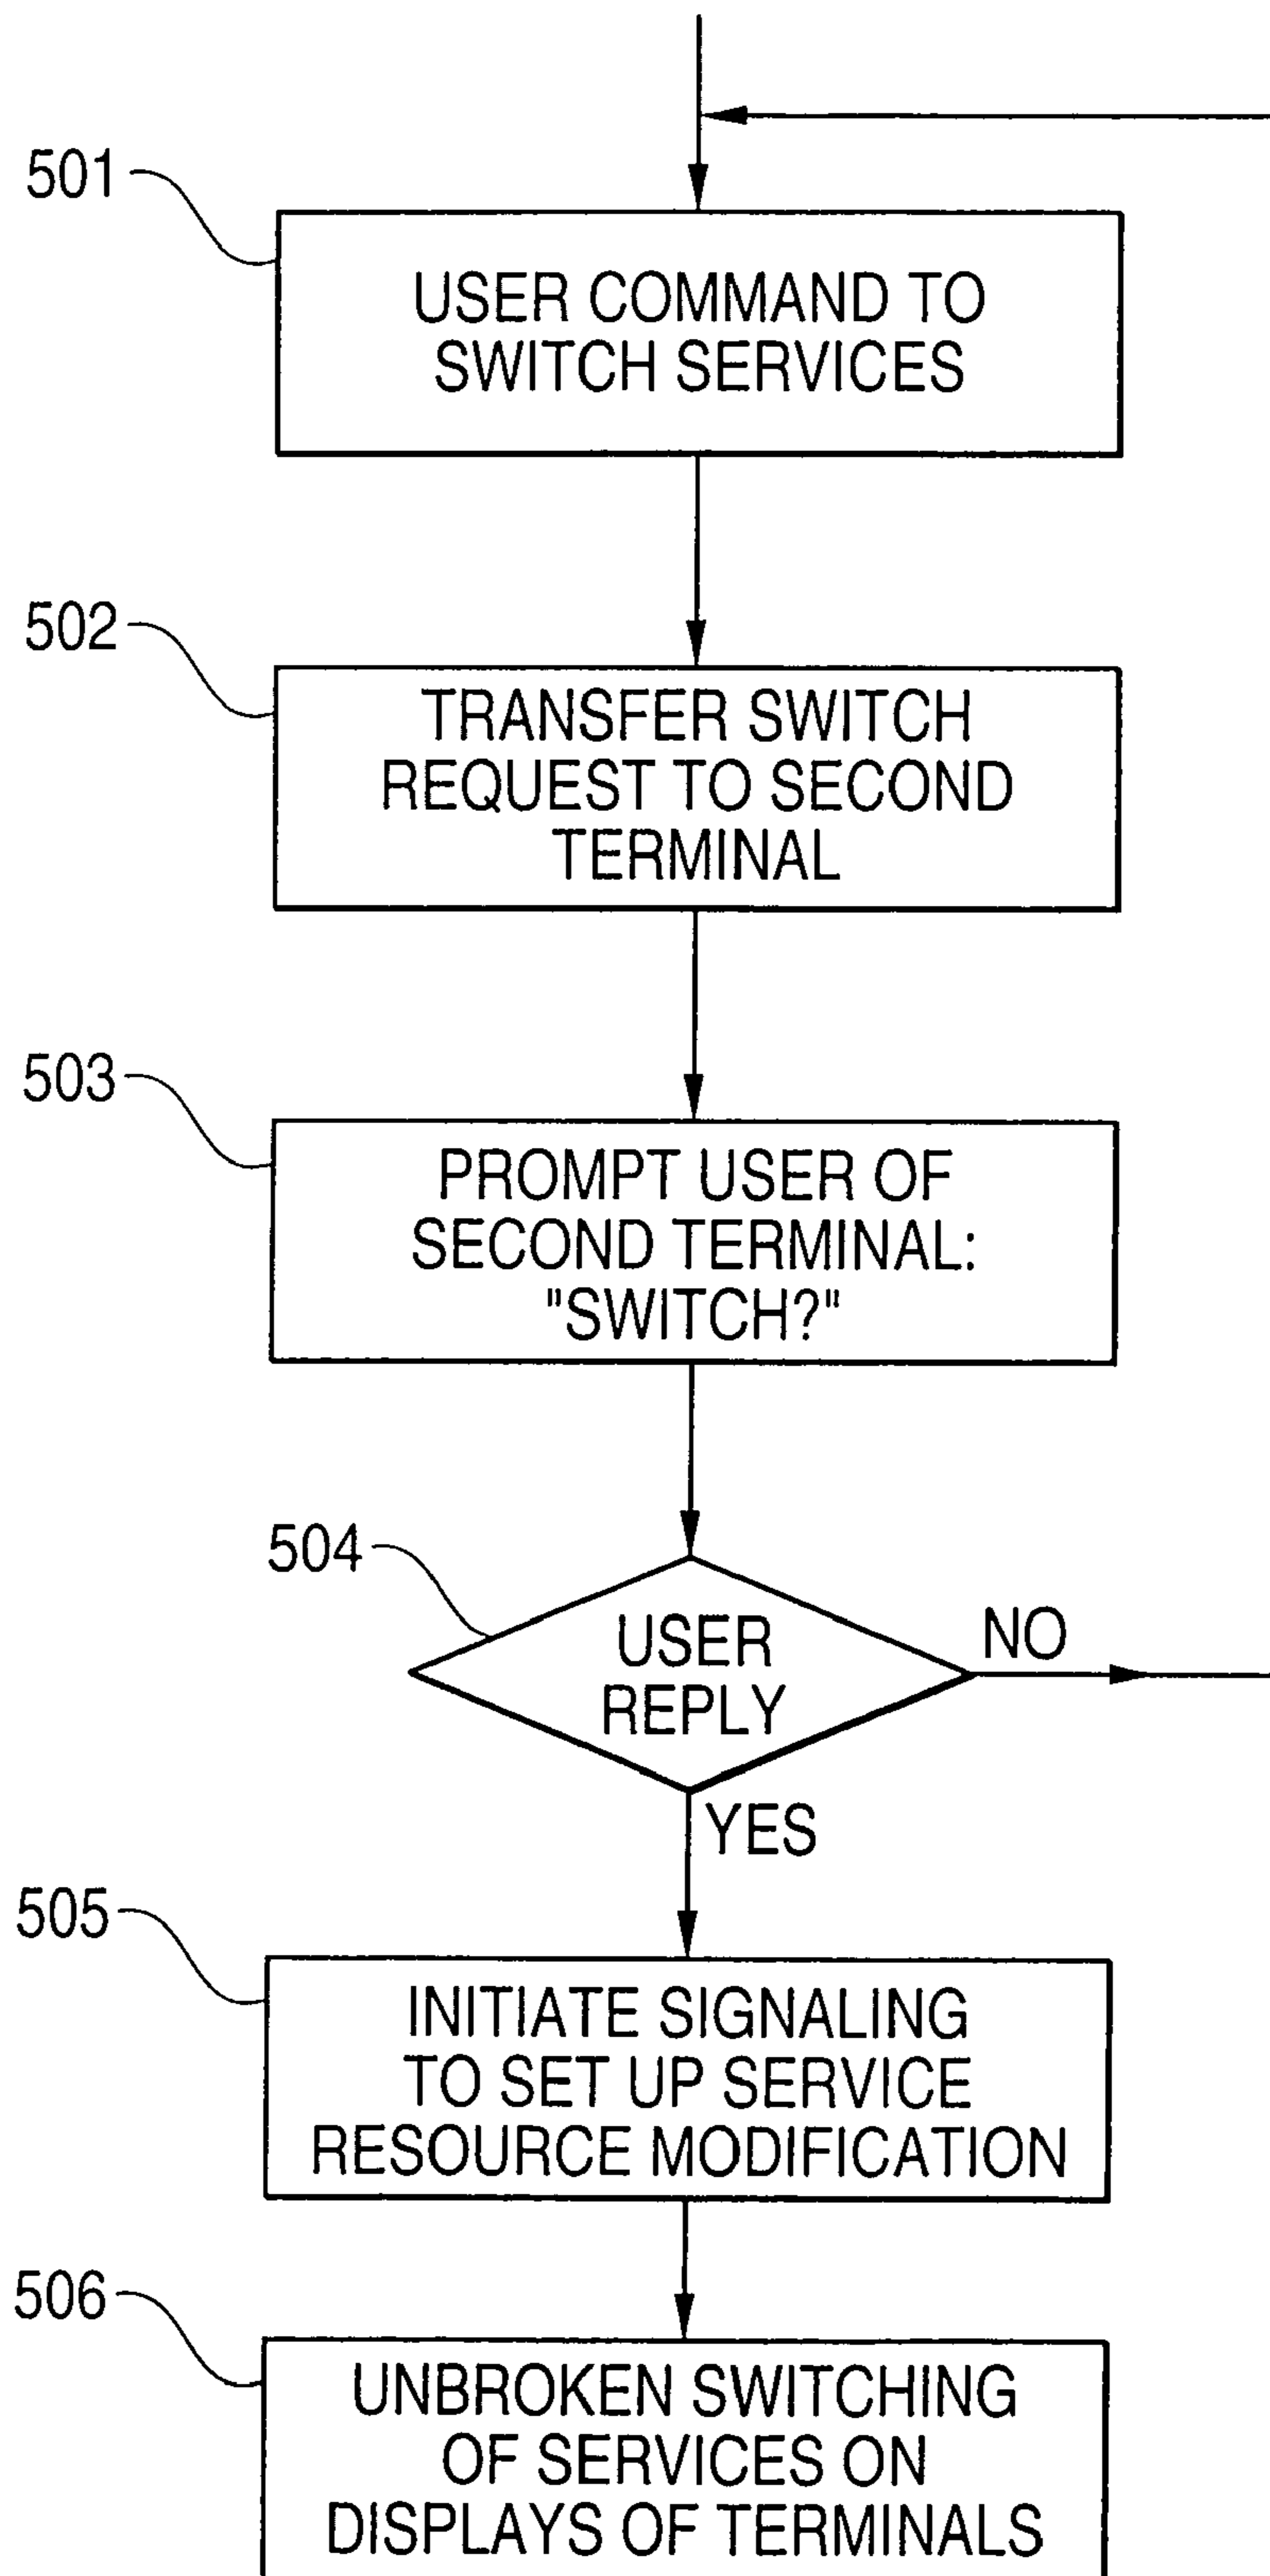 501
USER COMMAND TO
SWITCH SERVICES
502
TRANSFER SWITCH
REQUEST TO SECOND
TERMINAL
503
PROMPT USER OF
SECOND TERMINAL:
"SWITCH?"
504
USER
REPLY
NO
YES
505
INITIATE SIGNALING
TO SET UP SERVICE
RESOURCE MODIFICATION
506
UNBROKEN SWITCHING
OF SERVICES ON
DISPLAYS OF TERMINALS